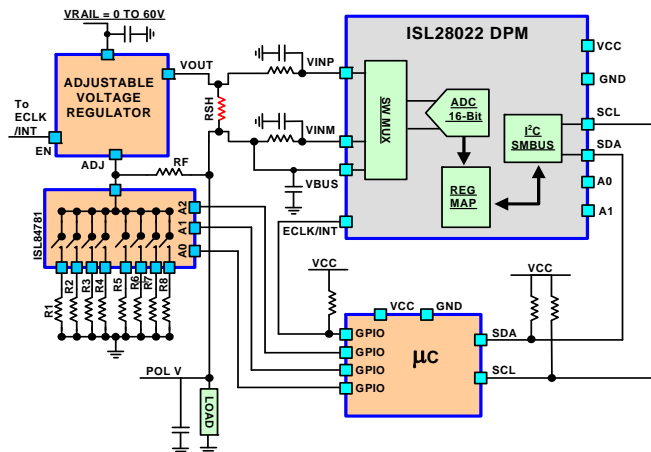 VRAIL = 0 TO 60V
ADJUSTABLE
VOLTAGE
REGULATOR
VOUT
To
ECLK
/INT
EN
ADJ
RF
RSH
VINP
VINM
VBUS
ECLK/INT
ISL28022 DPM
SW MUX
ADC
16-Bit
REG
MAP
I2C
SMBUS
VCC
GND
SCL
SDA
A0
A1
ISL84781
A2
A1
A0
R1
R2
R3
R4
R5
R6
R7
R8
VCC
VCC
GND
VCC
GPIO
GPIO
GPIO
GPIO
μC
SDA
SCL
POL V
LOAD